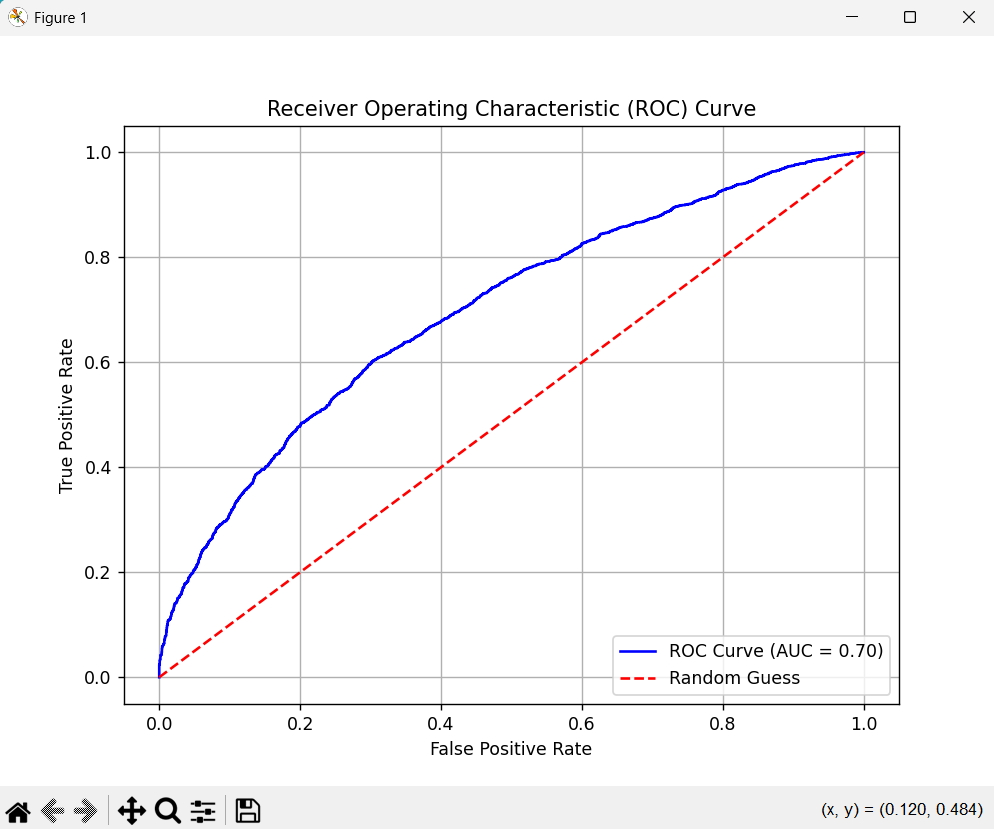 Figure 1
Receiver Operating Characteristic (ROC) Curve
1.0
0.8
0.6
0.4
0.2
0.0
True Positive Rate
ROC Curve (AUC = 0.70)
Random Guess
0.0 0.2 0.4 0.6 0.8 1.0
False Positive Rate
(x, y) = (0.120, 0.484)